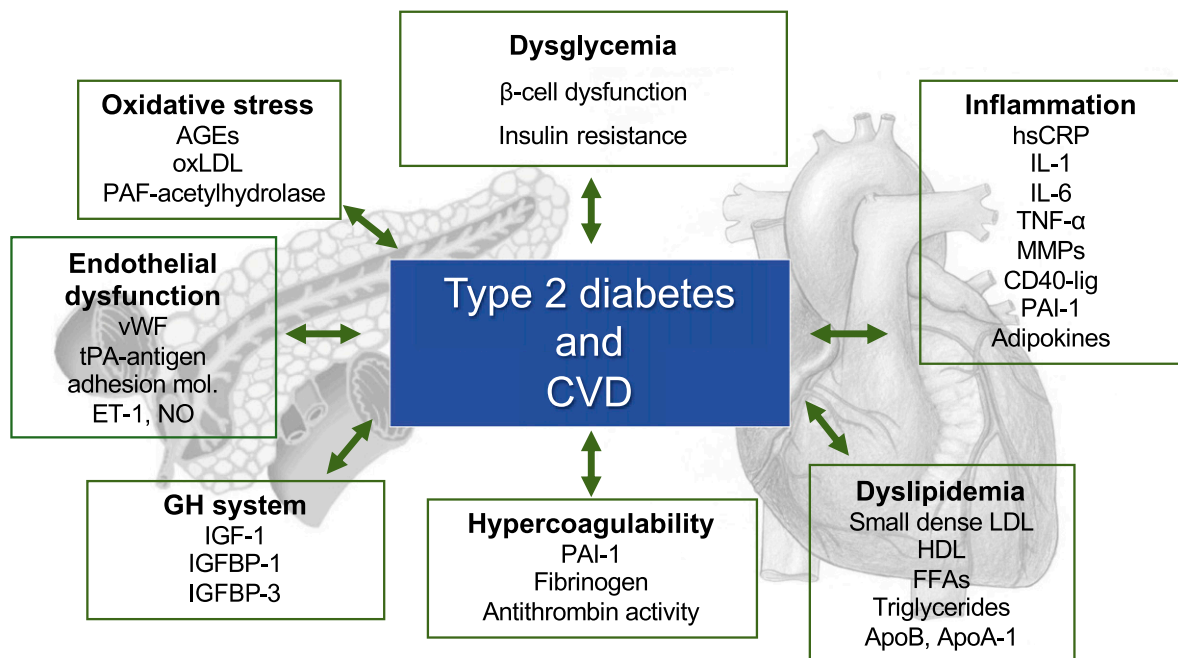 Dysglycemia
β-cell dysfunction
Insulin resistance
Oxidative stress
AGEs
oxLDL
PAF-acetylhydrolase
Inflammation
hsCRP
IL-1
IL-6
TNF-α
MMPs
CD40-lig
PAI-1
Adipokines
Endothelial
dysfunction
vWF
tPA-antigen
adhesion mol.
ET-1, NO
Type 2 diabetes
and
CVD
GH system
IGF-1
IGFBP-1
IGFBP-3
Hypercoagulability
PAI-1
Fibrinogen
Antithrombin activity
Dyslipidemia
Small dense LDL
HDL
FFAs
Triglycerides
ApoB, ApoA-1